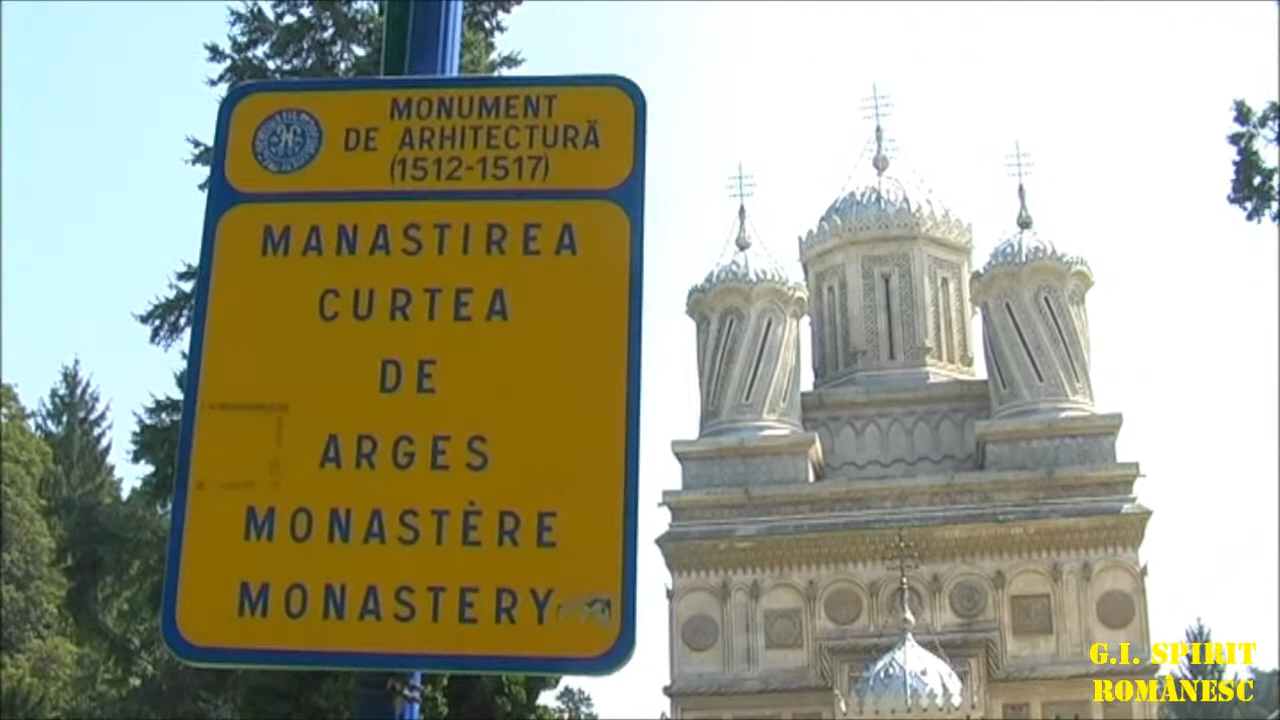 MONUMENT
DE ARHITECTURĂ
(1512-1517)
MANASTIREA
CURTEA
DE
ARGES
MONASTÈRE
MONASTERY
G.I. SPIRIT
ROMÂNESC